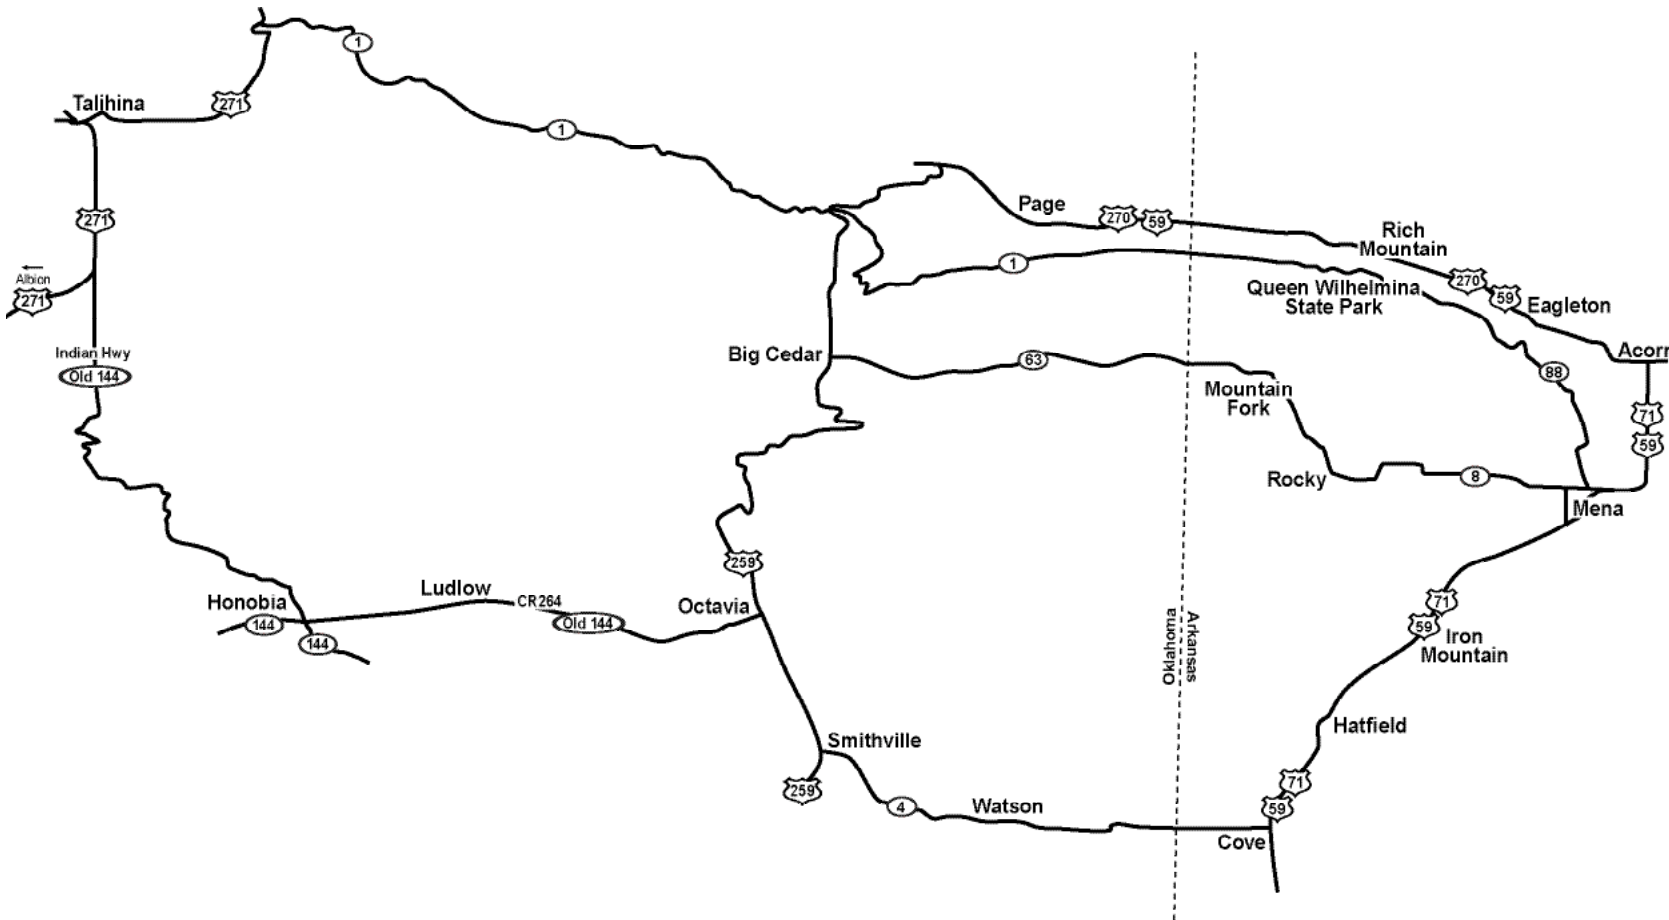 1
Talihina
271
1
271
Page
270
59
Rich
Mountain
1
Albion
271
270
59
Queen Wilhelmina
State Park
Eagleton
Indian Hwy
Old 144
Big Cedar
63
Acorn
88
Mountain
Fork
71
59
Rocky
8
Mena
259
Ludlow
CR264
Honobia
144
Old 144
Octavia
144
71
59
Iron
Mountain
Oklahoma
Arkansas
Hatfield
Smithville
259
4
Watson
71
59
Cove